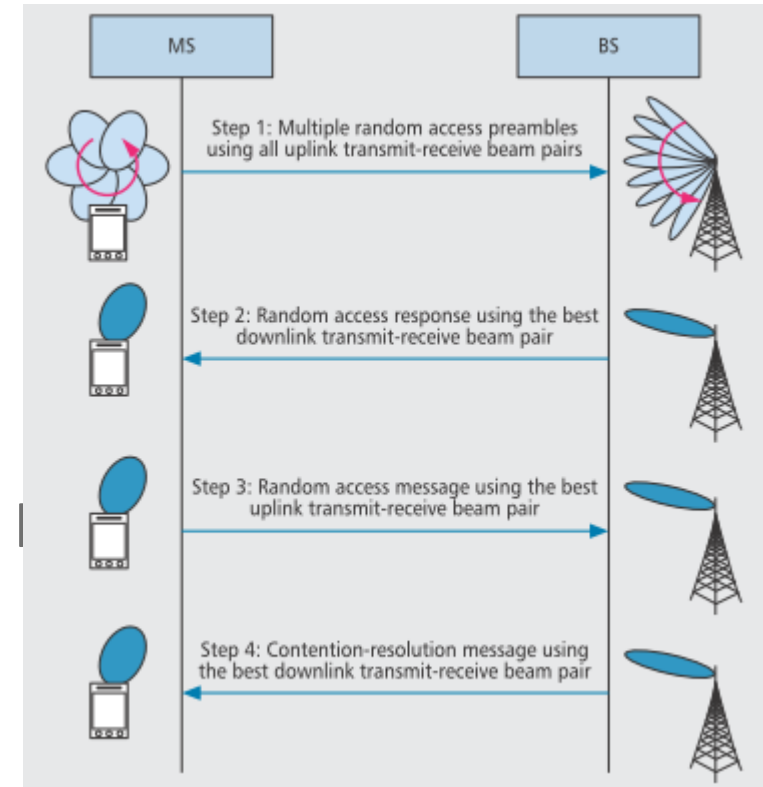 MS
BS
Step 1: Multiple random access preambles
using all uplink transmit-receive beam pairs
Step 2: Random access response using the best
downlink transmit-receive beam pair
Step 3: Random access message using the best
uplink transmit-receive beam pair
Step 4: Contention-resolution message using
the best downlink transmit-receive beam pair